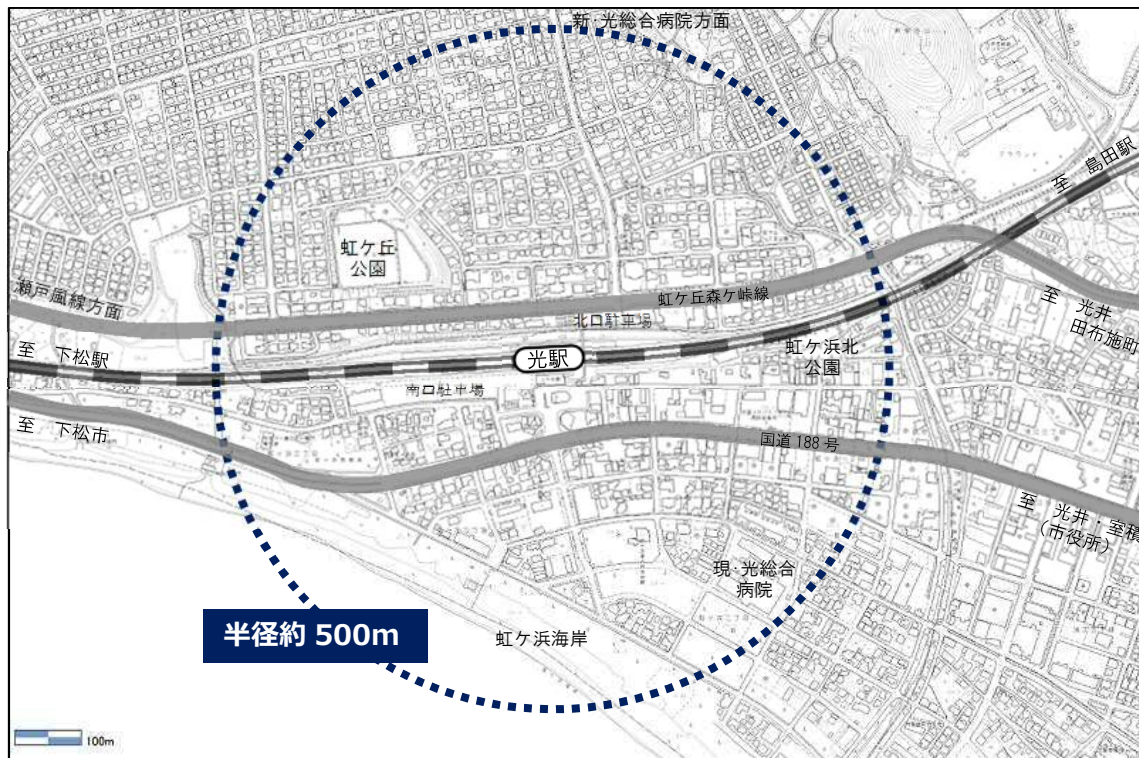 新・光総合病院方面
至 島田駅
虹ケ丘
公園
瀬戸風線方面
虹ケ丘森ケ峠線
至 光井
田布施町
北口駐車場
至 下松駅
光駅
虹ケ浜北
公園
南口駐車場
至 下松市
国道188号
至 光井・室積
(市役所)
現・光総合
病院
半径約 500m
虹ケ浜海岸
100m